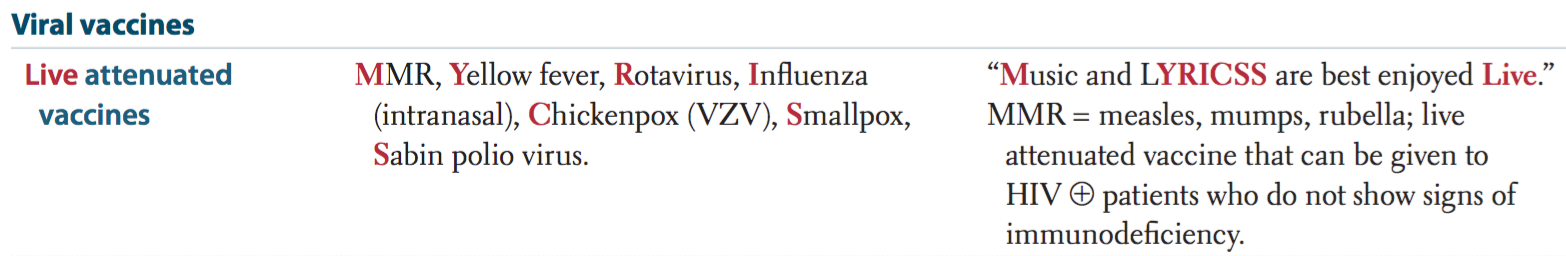 Viral vaccines
Live attenuated
vaccines
MMR, Yellow fever, Rotavirus, Influenza
(intranasal), Chickenpox (VZV), Smallpox,
Sabin polio virus.
“Music and LYRICSS are best enjoyed Live.”
MMR = measles, mumps, rubella; live
attenuated vaccine that can be given to
HIV ⊕ patients who do not show signs of
immunodeficiency.